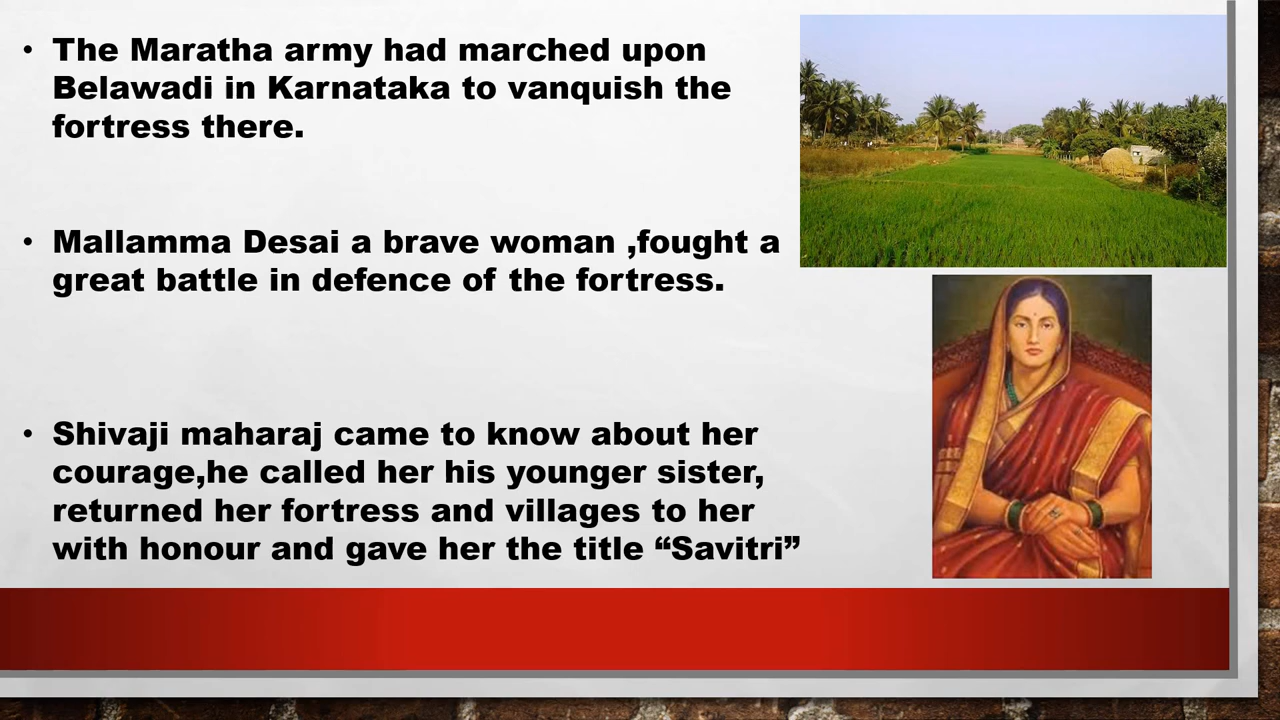 • The Maratha army had marched upon
Belawadi in Karnataka to vanquish the
fortress there.
• Mallamma Desai a brave woman ,fought a
great battle in defence of the fortress.
• Shivaji maharaj came to know about her
courage,he called her his younger sister,
returned her fortress and villages to her
with honour and gave her the title “Savitri”